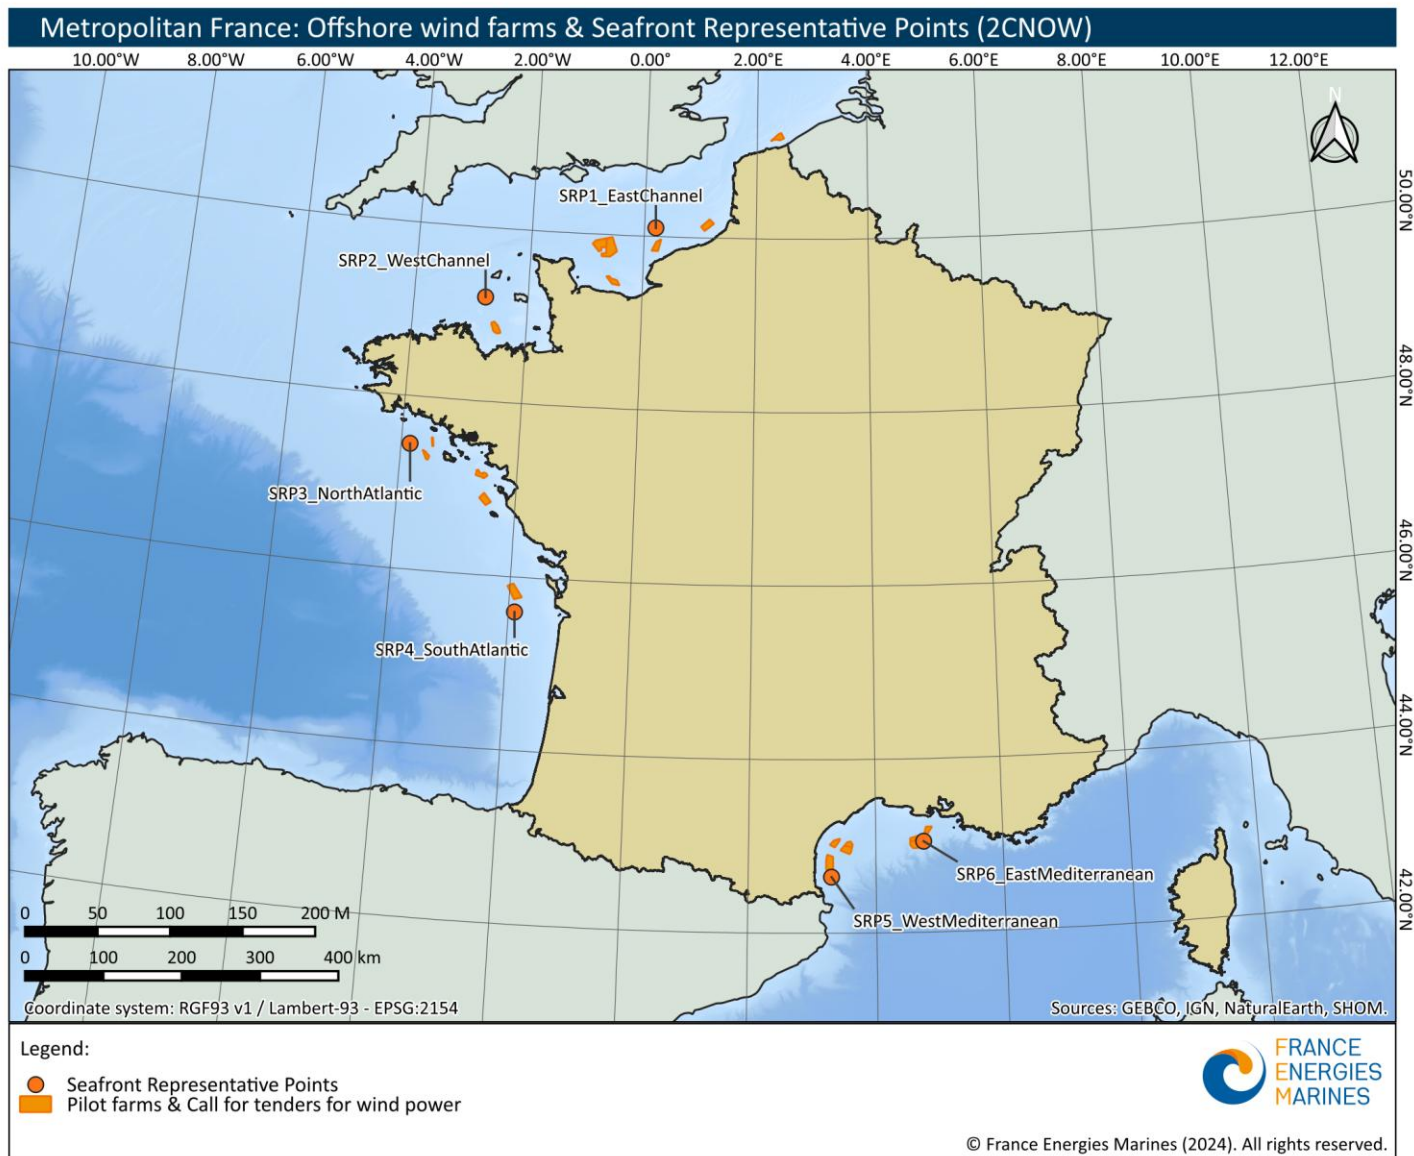 Metropolitan France: Offshore wind farms & Seafront Representative Points (2CNOW)
10.00°W 8.00°W 6.00°W 4.00°W 2.00°W 0.00°E 2.00°E 4.00°E 6.00°E 8.00°E 10.00°E 12.00°E
N
50.00°N
SRP1_EastChannel
SRP2_WestChannel
48.00°N
SRP3_NorthAtlantic
46.00°N
SRP4_SouthAtlantic
44.00°N
SRP6_EastMediterranean
42.00°N
SRP5_WestMediterranean
0 50 100 150 200 M
0 100 200 300 400 km
Coordinate system: RGF93 v1 / Lambert-93 - EPSG:2154
Sources: GEBCO, IGN, NaturalEarth, SHOM.
Legend:
Seafront Representative Points
Pilot farms & Call for tenders for wind power
FRANCE
ENERGIES
MARINES
© France Energies Marines (2024). All rights reserved.